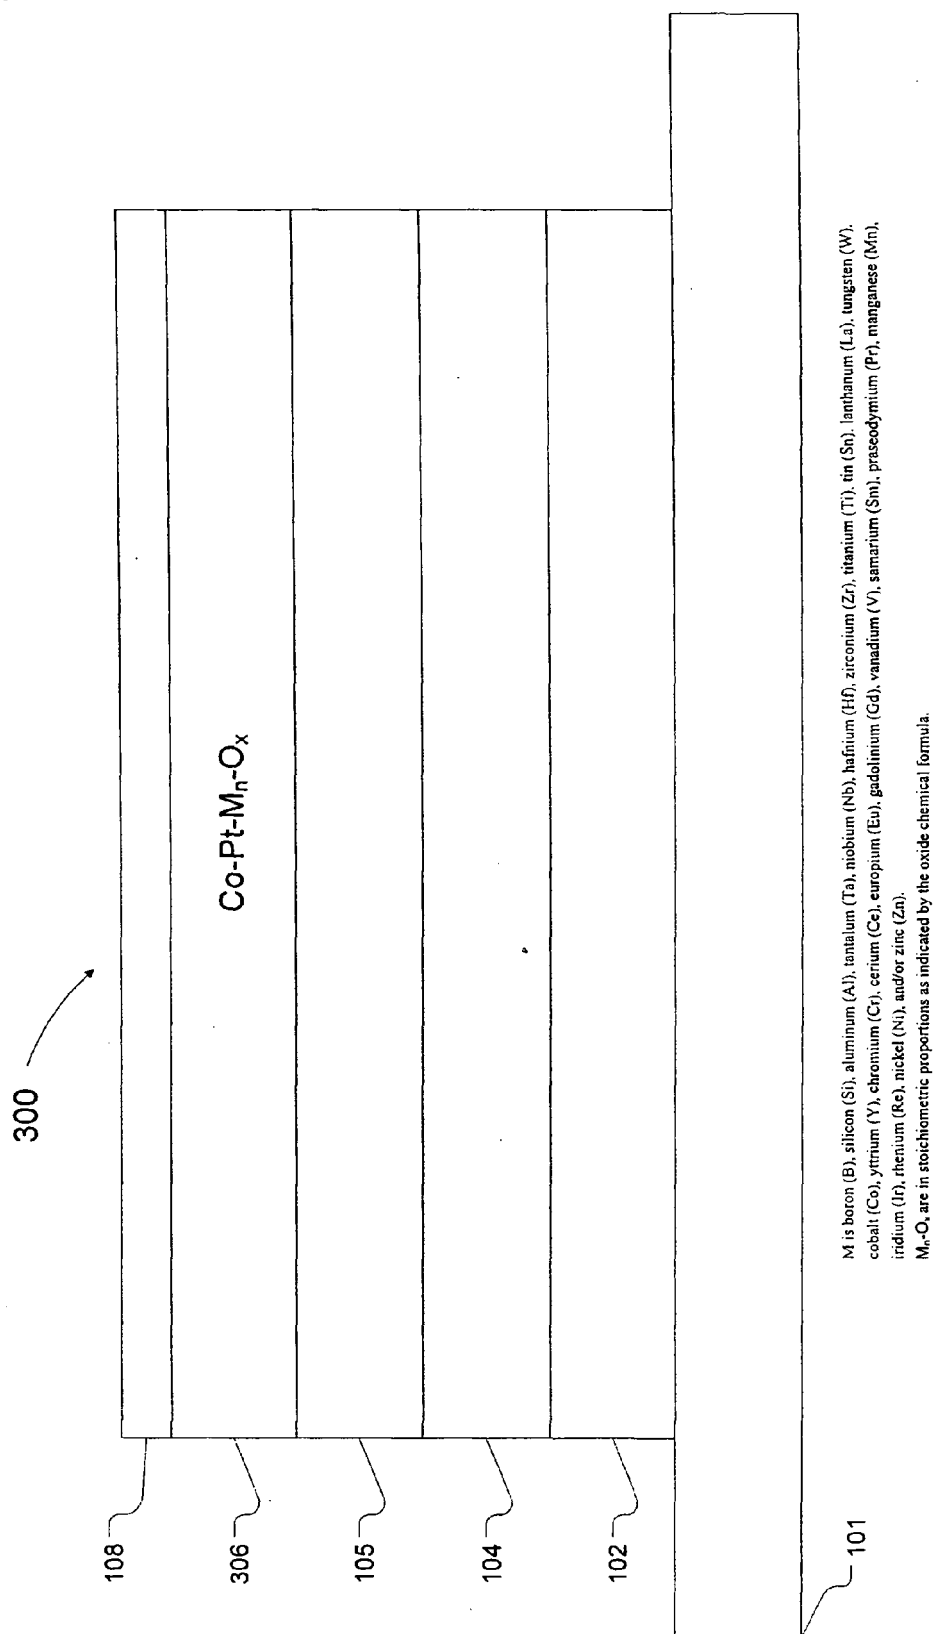 300
108
306
105
104
102
101
Co-Pt-Mn-Ox
M is boron (B), silicon (Si), aluminum (Al), tantalum (Ta), niobium (Nb), hafnium (Hf), zirconium (Zr), titanium (Ti), tin (Sn), lanthanum (La), tungsten (W),
cobalt (Co), yttrium (Y), chromium (Cr), cerium (Ce), europium (Eu), gadolinium (Gd), vanadium (V), samarium (Sm), praseodymium (Pr), manganese (Mn),
iridium (Ir), rhenium (Re), nickel (Ni), and/or zinc (Zn).
Mn-Ox are in stoichiometric proportions as indicated by the oxide chemical formula.